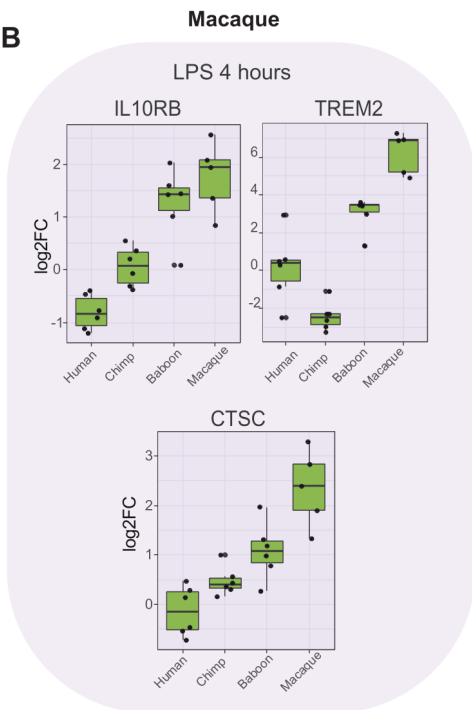 Macaque
B
LPS 4 hours
IL10RB
TREM2
log2FC
2
1
0
-1
6
4
2
0
-2
Human
Chimp
Baboon
Macaque
Human
Chimp
Baboon
Macaque
CTSC
log2FC
3
2
1
0
Human
Chimp
Baboon
Macaque